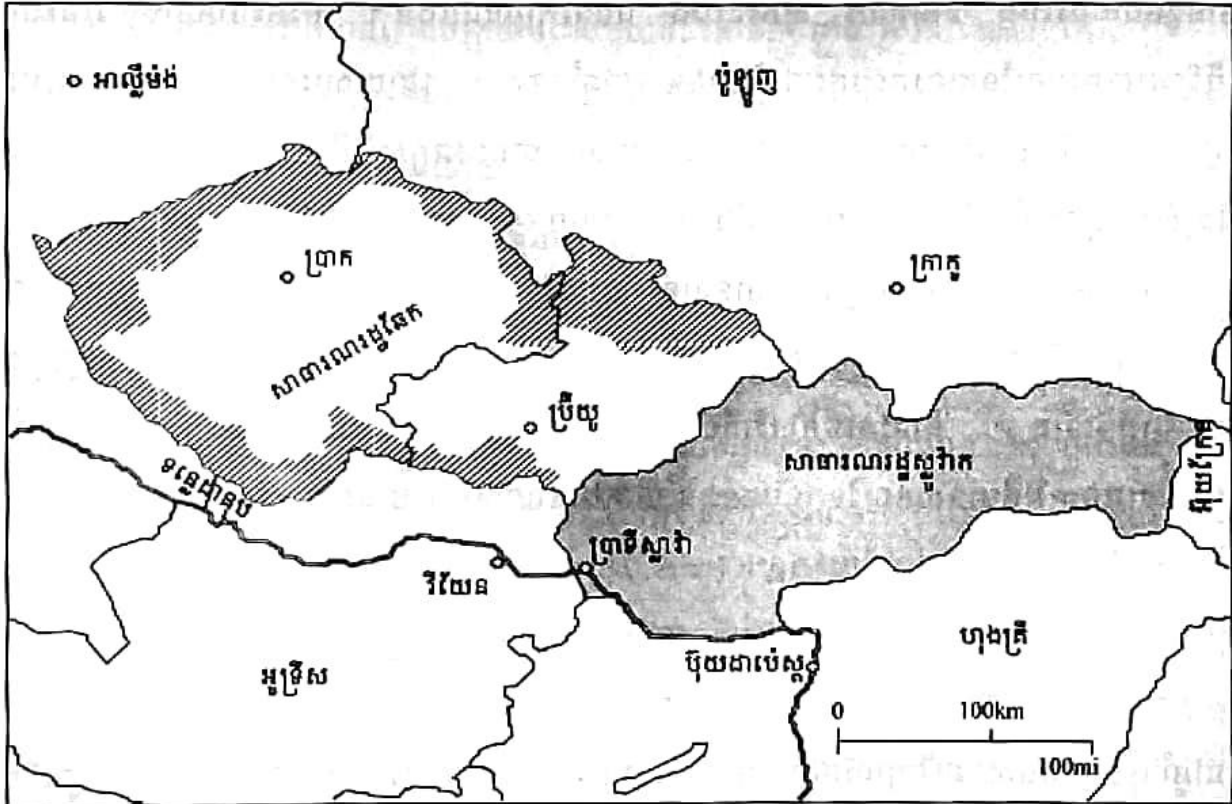 អាល្លឺម៉ង់
ប៉ូឡូញ
ប្រាក
ក្រាកូ
សាធារណរដ្ឋឆែក
ប្រ៊ីយូ
សាធារណរដ្ឋស្លូវ៉ាក
អ៊ុយក្រែន
ទន្លេដានុប
ប្រាទីស្លាវ៉ា
វីយែន
ហុងគ្រី
ប៊ុយដាប៉េស្ត
អូទ្រីស
0 100km
100mi